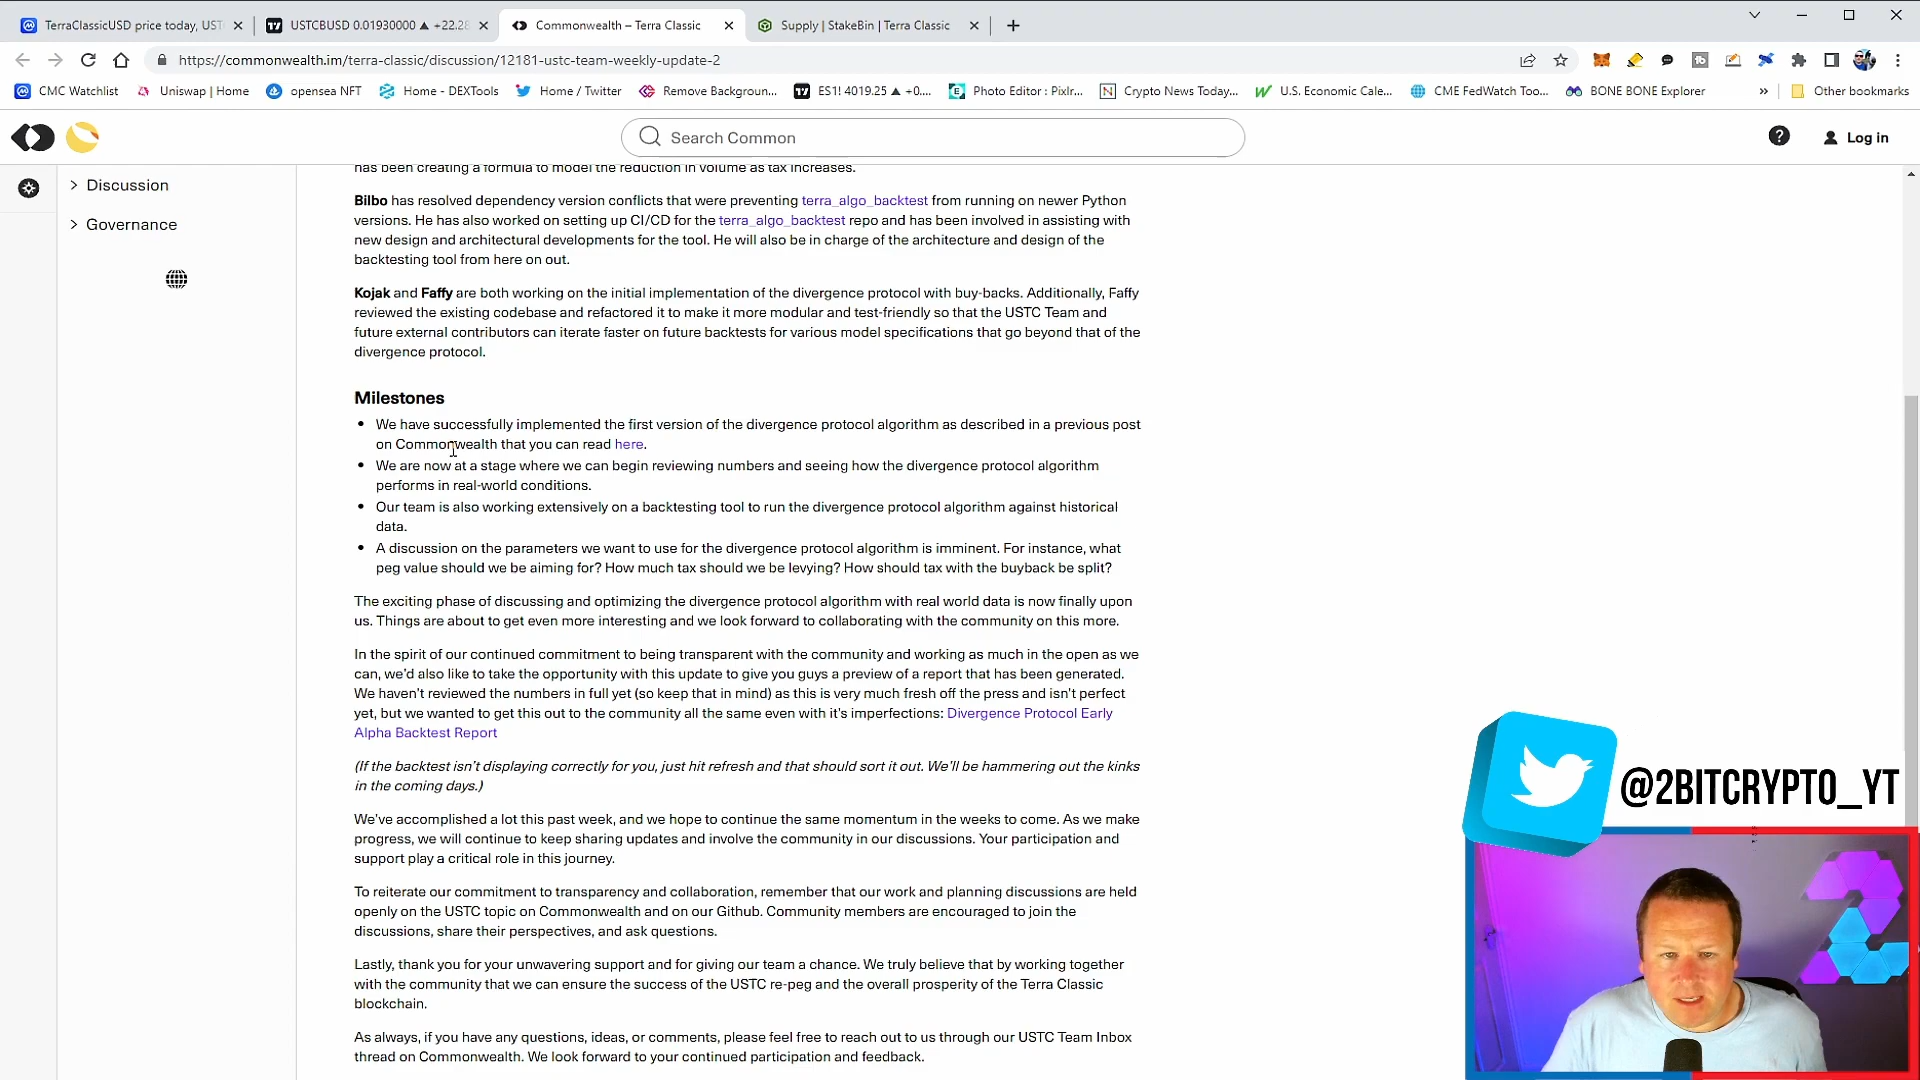 TerraClassicUSD price today, UST
USTCBUSD 0.01930000 ▲ +22.28
Commonwealth – Terra Classic
Supply | StakeBin | Terra Classic
https://commonwealth.im/terra-classic/discussion/12181-ustc-team-weekly-update-2
CMC Watchlist
Uniswap | Home
opensea NFT
Home - DEXTools
Home / Twitter
Remove Backgroun...
ES1! 4019.25 ▲ +0....
Photo Editor : Pixlr...
Crypto News Today...
U.S. Economic Cale...
CME FedWatch Too...
BONE BONE Explorer
»
Other bookmarks
Search Common
Log in
Discussion
Governance
has been creating a formula to model the reduction in volume as tax increases.
Bilbo has resolved dependency version conflicts that were preventing terra_algo_backtest from running on newer Python
versions. He has also worked on setting up CI/CD for the terra_algo_backtest repo and has been involved in assisting with
new design and architectural developments for the tool. He will also be in charge of the architecture and design of the
backtesting tool from here on out.
Kojak and Faffy are both working on the initial implementation of the divergence protocol with buy-backs. Additionally, Faffy
reviewed the existing codebase and refactored it to make it more modular and test-friendly so that the USTC Team and
future external contributors can iterate faster on future backtests for various model specifications that go beyond that of the
divergence protocol.
Milestones
• We have successfully implemented the first version of the divergence protocol algorithm as described in a previous post
on Commonwealth that you can read here.
• We are now at a stage where we can begin reviewing numbers and seeing how the divergence protocol algorithm
performs in real-world conditions.
• Our team is also working extensively on a backtesting tool to run the divergence protocol algorithm against historical
data.
• A discussion on the parameters we want to use for the divergence protocol algorithm is imminent. For instance, what
peg value should we be aiming for? How much tax should we be levying? How should tax with the buyback be split?
The exciting phase of discussing and optimizing the divergence protocol algorithm with real world data is now finally upon
us. Things are about to get even more interesting and we look forward to collaborating with the community on this more.
In the spirit of our continued commitment to being transparent with the community and working as much in the open as we
can, we'd also like to take the opportunity with this update to give you guys a preview of a report that has been generated.
We haven't reviewed the numbers in full yet (so keep that in mind) as this is very much fresh off the press and isn't perfect
yet, but we wanted to get this out to the community all the same even with it's imperfections: Divergence Protocol Early
Alpha Backtest Report
(If the backtest isn't displaying correctly for you, just hit refresh and that should sort it out. We'll be hammering out the kinks
in the coming days.)
We've accomplished a lot this past week, and we hope to continue the same momentum in the weeks to come. As we make
progress, we will continue to keep sharing updates and involve the community in our discussions. Your participation and
support play a critical role in this journey.
To reiterate our commitment to transparency and collaboration, remember that our work and planning discussions are held
openly on the USTC topic on Commonwealth and on our Github. Community members are encouraged to join the
discussions, share their perspectives, and ask questions.
Lastly, thank you for your unwavering support and for giving our team a chance. We truly believe that by working together
with the community that we can ensure the success of the USTC re-peg and the overall prosperity of the Terra Classic
blockchain.
As always, if you have any questions, ideas, or comments, please feel free to reach out to us through our USTC Team Inbox
thread on Commonwealth. We look forward to your continued participation and feedback.
@2BITCRYPTO_YT